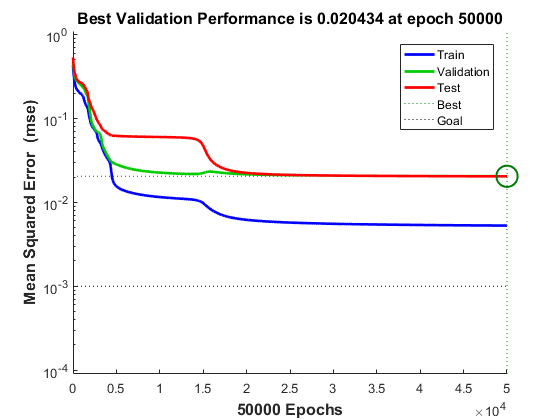 Best Validation Performance is 0.020434 at epoch 50000
Mean Squared Error (mse)
10^0
10^-1
10^-2
10^-3
10^-4
Train
Validation
Test
Best
Goal
0 0.5 1 1.5 2 2.5 3 3.5 4 4.5 5
×10^4
50000 Epochs